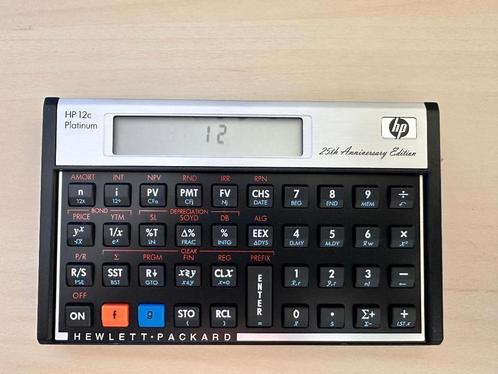 HP 12c
Platinum
12
hp
25th Anniversary Edition
AMORT INT NPV RND IRR RPN
n i PV PMT FV CHS 7 8 9 ÷
12x 12÷ CFo CFj Nj DATE BEG END MEM
BOND DEPRECIATION
PRICE YTM SL SOYD DB ALG
yˣ 1/x %T Δ% % EEX 4 5 6 ×
√x eˣ LN FRAC INTG ΔDYS D.MY M.DY x̄w x²
CLEAR
P/R Σ PRGM FIN REG PREFIX
R/S SST R↓ x≷y CLX ENTER 1 2 3 −
PSE BST GTO x≤y x=0 = x̂,r ŷ,r n!
OFF
ON f g STO RCL 0 • Σ+ +
( ) x̄ s Σ− LST x
HEWLETT•PACKARD